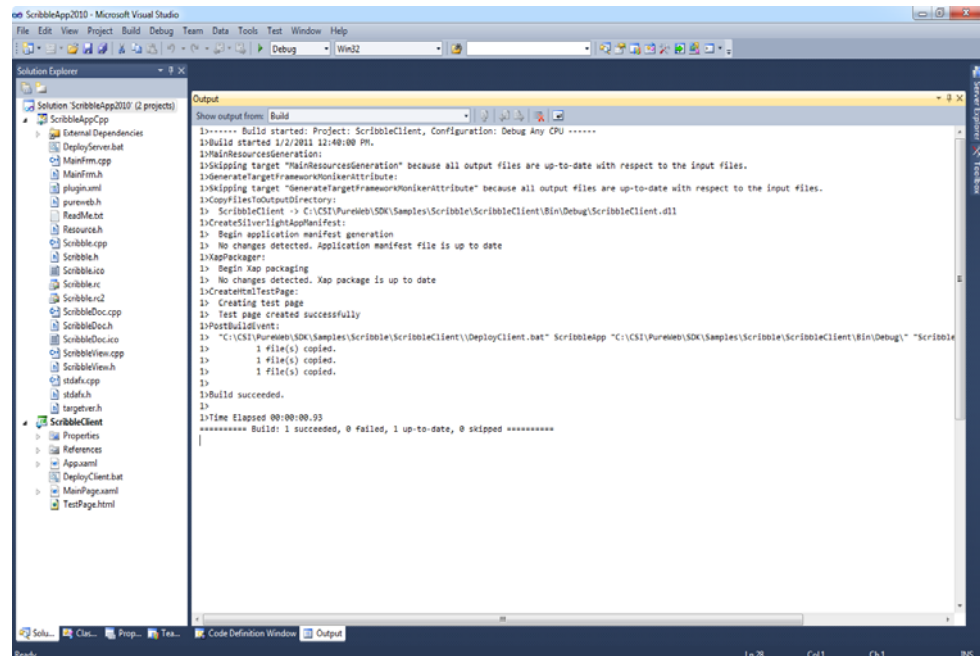 ScribbleApp2010 - Microsoft Visual Studio
File Edit View Project Build Debug Team Data Tools Test Window Help
Debug Win32
Solution Explorer
Solution 'ScribbleApp2010' (2 projects)
ScribbleAppCpp
External Dependencies
DeployServer.bat
MainFrm.cpp
MainFrm.h
plugin.xml
pureweb.h
ReadMe.txt
Resource.h
Scribble.cpp
Scribble.h
Scribble.ico
Scribble.rc
Scribble.rc2
ScribbleDoc.cpp
ScribbleDoc.h
ScribbleDoc.ico
ScribbleView.cpp
ScribbleView.h
stdafx.cpp
stdafx.h
targetver.h
ScribbleClient
Properties
References
App.xaml
DeployClient.bat
MainPage.xaml
TestPage.html
Solu... Clas... Prop... Tea...
Output
Show output from: Build
1>------ Build started: Project: ScribbleClient, Configuration: Debug Any CPU ------
1>Build started 1/2/2011 12:40:00 PM.
1>MainResourcesGeneration:
1>Skipping target "MainResourcesGeneration" because all output files are up-to-date with respect to the input files.
1>GenerateTargetFrameworkMonikerAttribute:
1>Skipping target "GenerateTargetFrameworkMonikerAttribute" because all output files are up-to-date with respect to the input files.
1>CopyFilesToOutputDirectory:
1> ScribbleClient -> C:\CSI\PureWeb\SDK\Samples\Scribble\ScribbleClient\Bin\Debug\ScribbleClient.dll
1>CreateSilverlightAppManifest:
1> Begin application manifest generation
1> No changes detected. Application manifest file is up to date
1>XapPackager:
1> Begin Xap packaging
1> No changes detected. Xap package is up to date
1>CreateHtmlTestPage:
1> Creating test page
1> Test page created successfully
1>PostBuildEvent:
1> "C:\CSI\PureWeb\SDK\Samples\Scribble\ScribbleClient\\DeployClient.bat" ScribbleApp "C:\CSI\PureWeb\SDK\Samples\Scribble\ScribbleClient\Bin\Debug\" "Scribble
1> 1 file(s) copied.
1> 1 file(s) copied.
1> 1 file(s) copied.
1>
1>Build succeeded.
1>
1>Time Elapsed 00:00:00.93
========== Build: 1 succeeded, 0 failed, 1 up-to-date, 0 skipped ==========
Code Definition Window Output
Server Explorer
Toolbox
Ready Ln 28 Col 1 Ch 1 INS